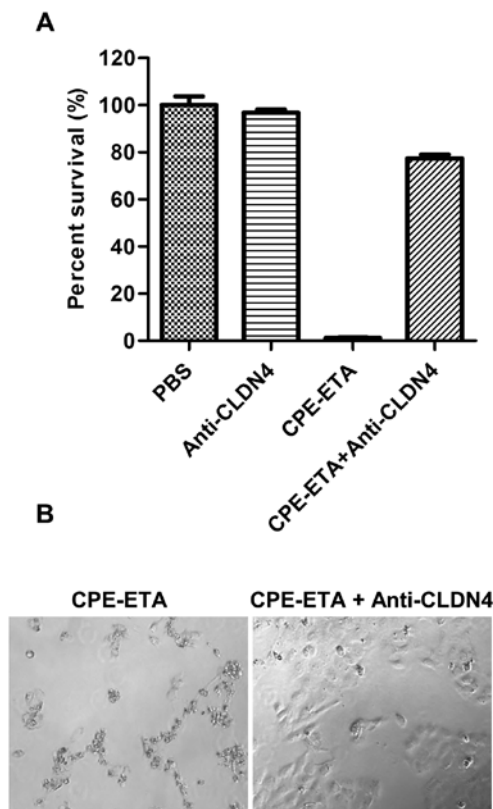 A
Percent survival (%)
120
100
80
60
40
20
0
PBS
Anti-CLDN4
CPE-ETA
CPE-ETA+Anti-CLDN4
B
CPE-ETA
CPE-ETA + Anti-CLDN4